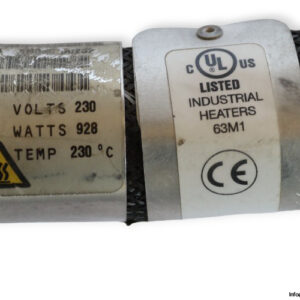 VOLTS 230
WATTS 928
TEMP 230 °C
C UL US
LISTED
INDUSTRIAL
HEATERS
63M1
CE